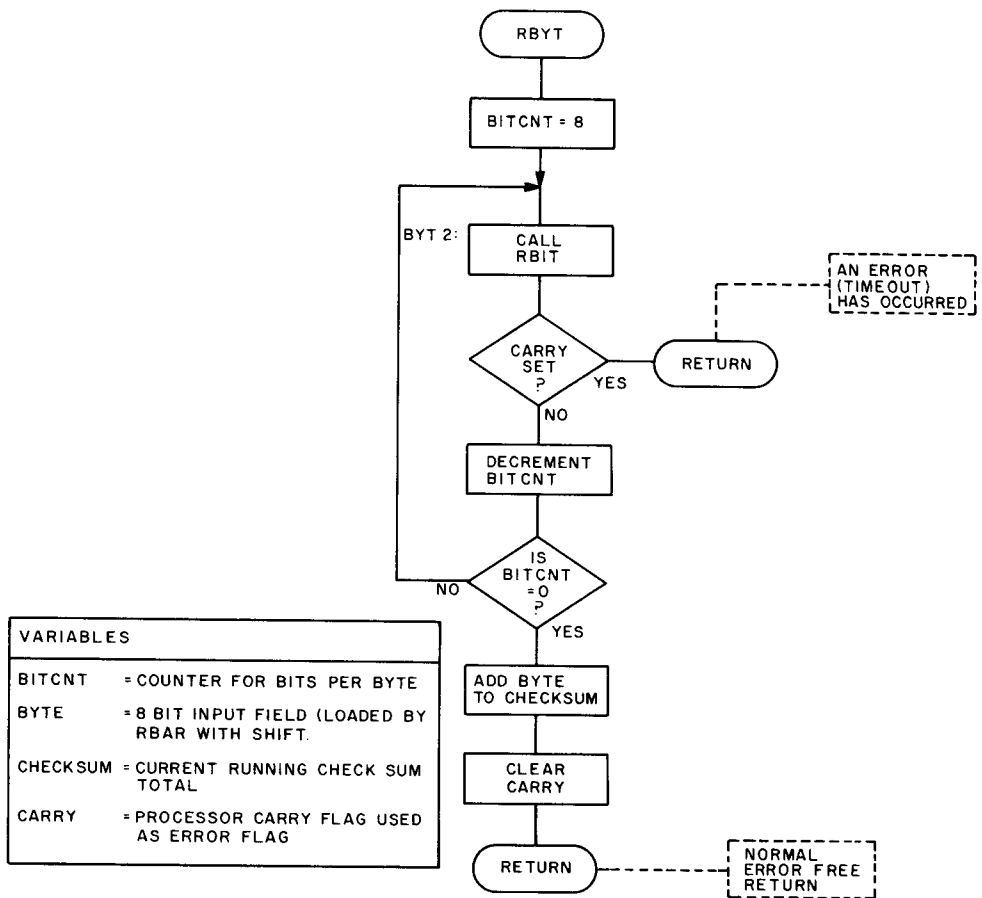 RBYT
BITCNT = 8
BYT 2:
CALL
RBIT
AN ERROR
(TIMEOUT)
HAS OCCURRED
CARRY
SET
?
YES
RETURN
NO
DECREMENT
BITCNT
IS
BITCNT
=0
?
NO
YES
ADD BYTE
TO CHECKSUM
CLEAR
CARRY
RETURN
NORMAL
ERROR FREE
RETURN
VARIABLES
BITCNT = COUNTER FOR BITS PER BYTE
BYTE = 8 BIT INPUT FIELD (LOADED BY
RBAR WITH SHIFT.
CHECKSUM = CURRENT RUNNING CHECK SUM
TOTAL
CARRY = PROCESSOR CARRY FLAG USED
AS ERROR FLAG